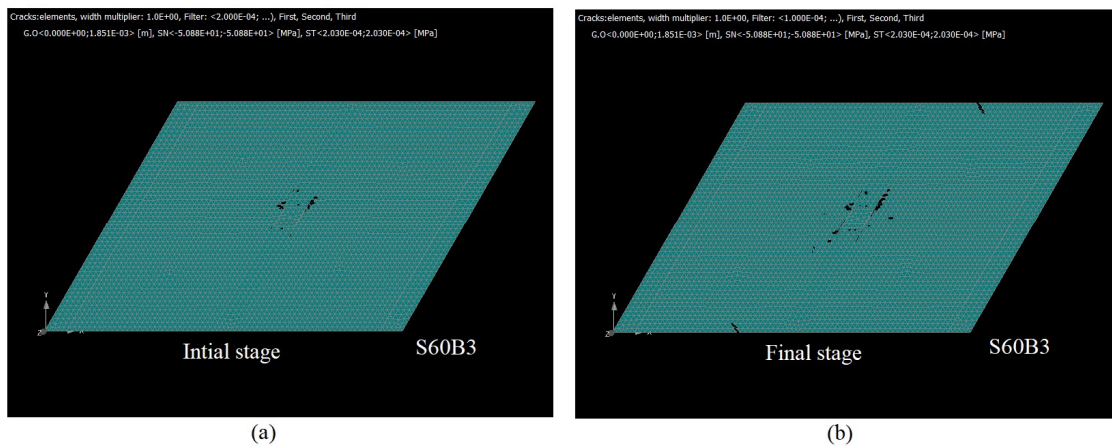 Cracks:elements, width multiplier: 1.0E+00, Filter: <2.000E-04; ...), First, Second, Third
G.O<0.000E+00;1.851E-03> [m], SN<-5.088E+01;-5.088E+01> [MPa], ST<2.030E-04;2.030E-04> [MPa]
Y
Z
X
Intial stage
S60B3
(a)
Cracks:elements, width multiplier: 1.0E+00, Filter: <1.000E-04; ...), First, Second, Third
G.O<0.000E+00;1.851E-03> [m], SN<-5.088E+01;-5.088E+01> [MPa], ST<2.030E-04;2.030E-04> [MPa]
Y
Z
X
Final stage
S60B3
(b)